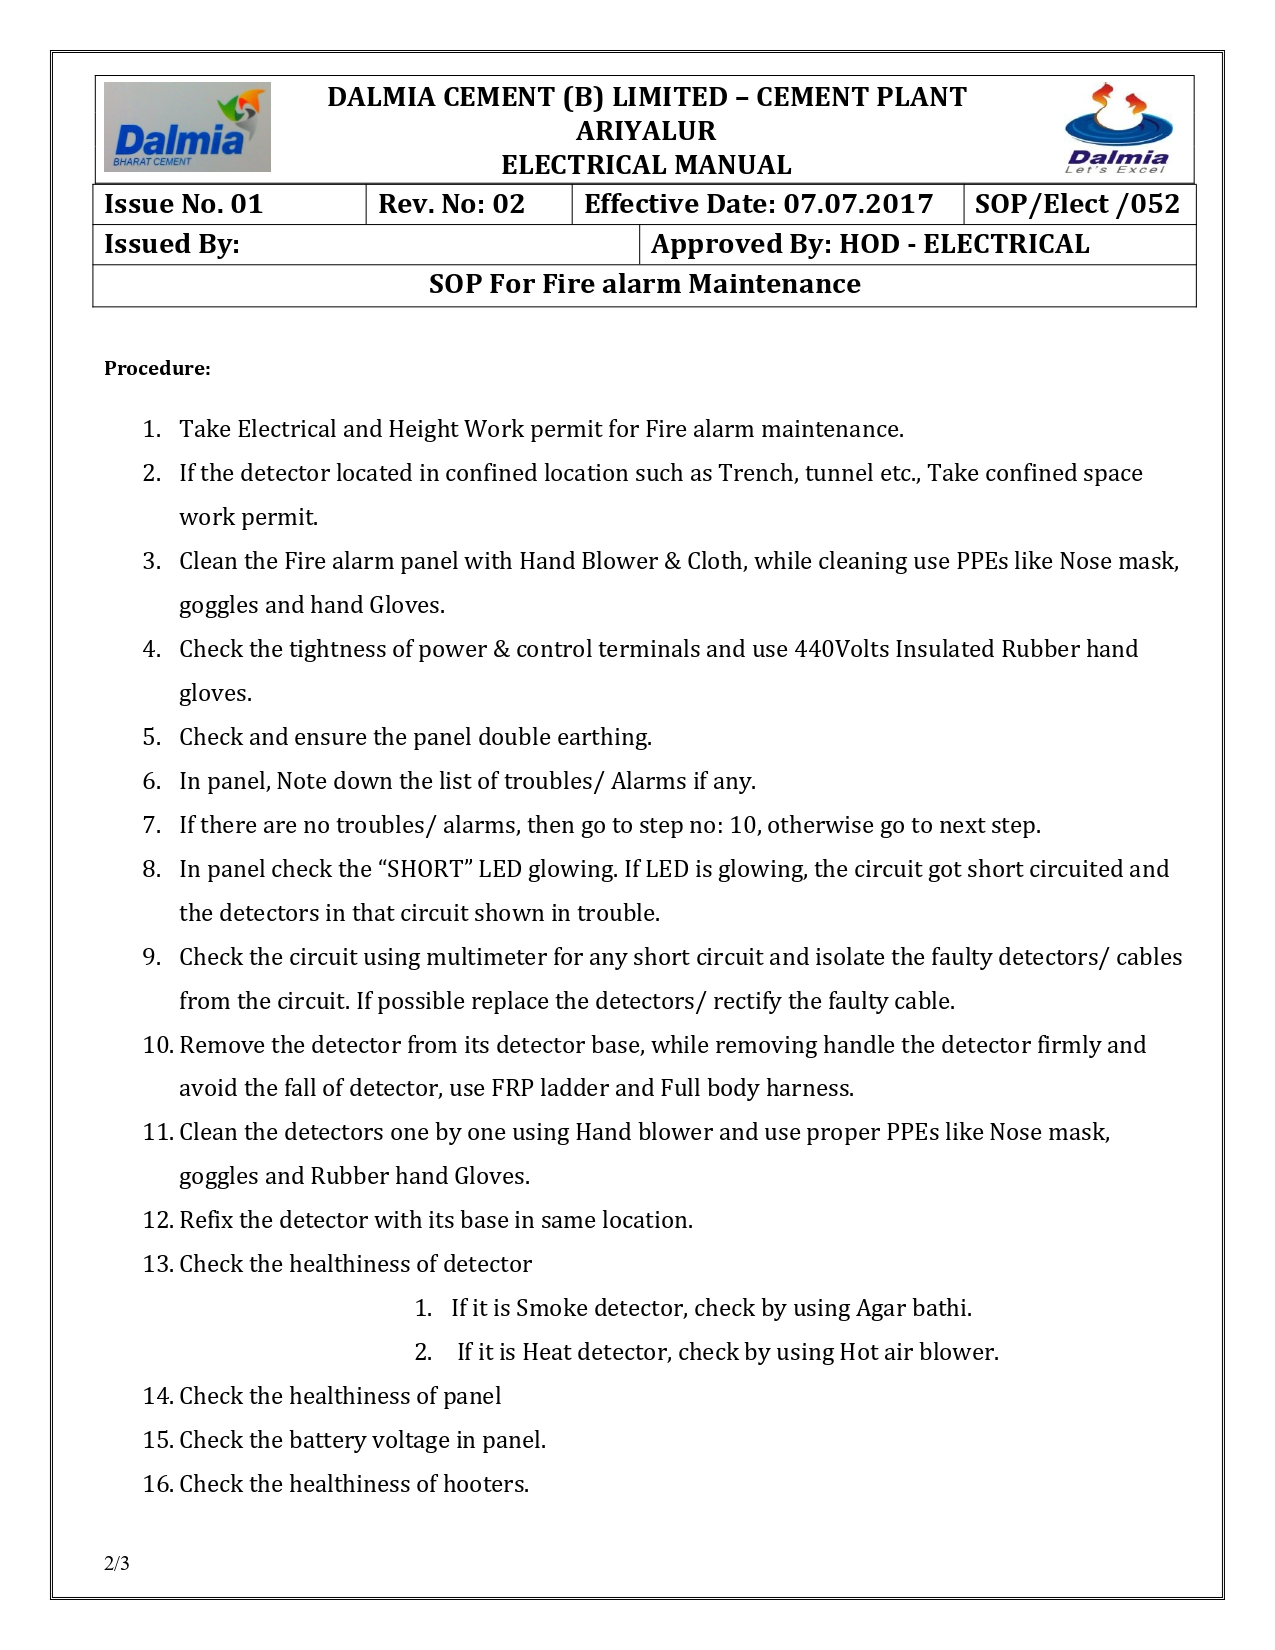 Dalmia
BHARAT CEMENT
DALMIA CEMENT (B) LIMITED – CEMENT PLANT
ARIYALUR
ELECTRICAL MANUAL
Dalmia
Let's Excel
Issue No. 01 Rev. No: 02 Effective Date: 07.07.2017 SOP/Elect /052
Issued By: Approved By: HOD - ELECTRICAL
SOP For Fire alarm Maintenance
Procedure:
1. Take Electrical and Height Work permit for Fire alarm maintenance.
2. If the detector located in confined location such as Trench, tunnel etc., Take confined space
work permit.
3. Clean the Fire alarm panel with Hand Blower & Cloth, while cleaning use PPEs like Nose mask,
goggles and hand Gloves.
4. Check the tightness of power & control terminals and use 440Volts Insulated Rubber hand
gloves.
5. Check and ensure the panel double earthing.
6. In panel, Note down the list of troubles/ Alarms if any.
7. If there are no troubles/ alarms, then go to step no: 10, otherwise go to next step.
8. In panel check the “SHORT” LED glowing. If LED is glowing, the circuit got short circuited and
the detectors in that circuit shown in trouble.
9. Check the circuit using multimeter for any short circuit and isolate the faulty detectors/ cables
from the circuit. If possible replace the detectors/ rectify the faulty cable.
10. Remove the detector from its detector base, while removing handle the detector firmly and
avoid the fall of detector, use FRP ladder and Full body harness.
11. Clean the detectors one by one using Hand blower and use proper PPEs like Nose mask,
goggles and Rubber hand Gloves.
12. Refix the detector with its base in same location.
13. Check the healthiness of detector
1. If it is Smoke detector, check by using Agar bathi.
2. If it is Heat detector, check by using Hot air blower.
14. Check the healthiness of panel
15. Check the battery voltage in panel.
16. Check the healthiness of hooters.
2/3